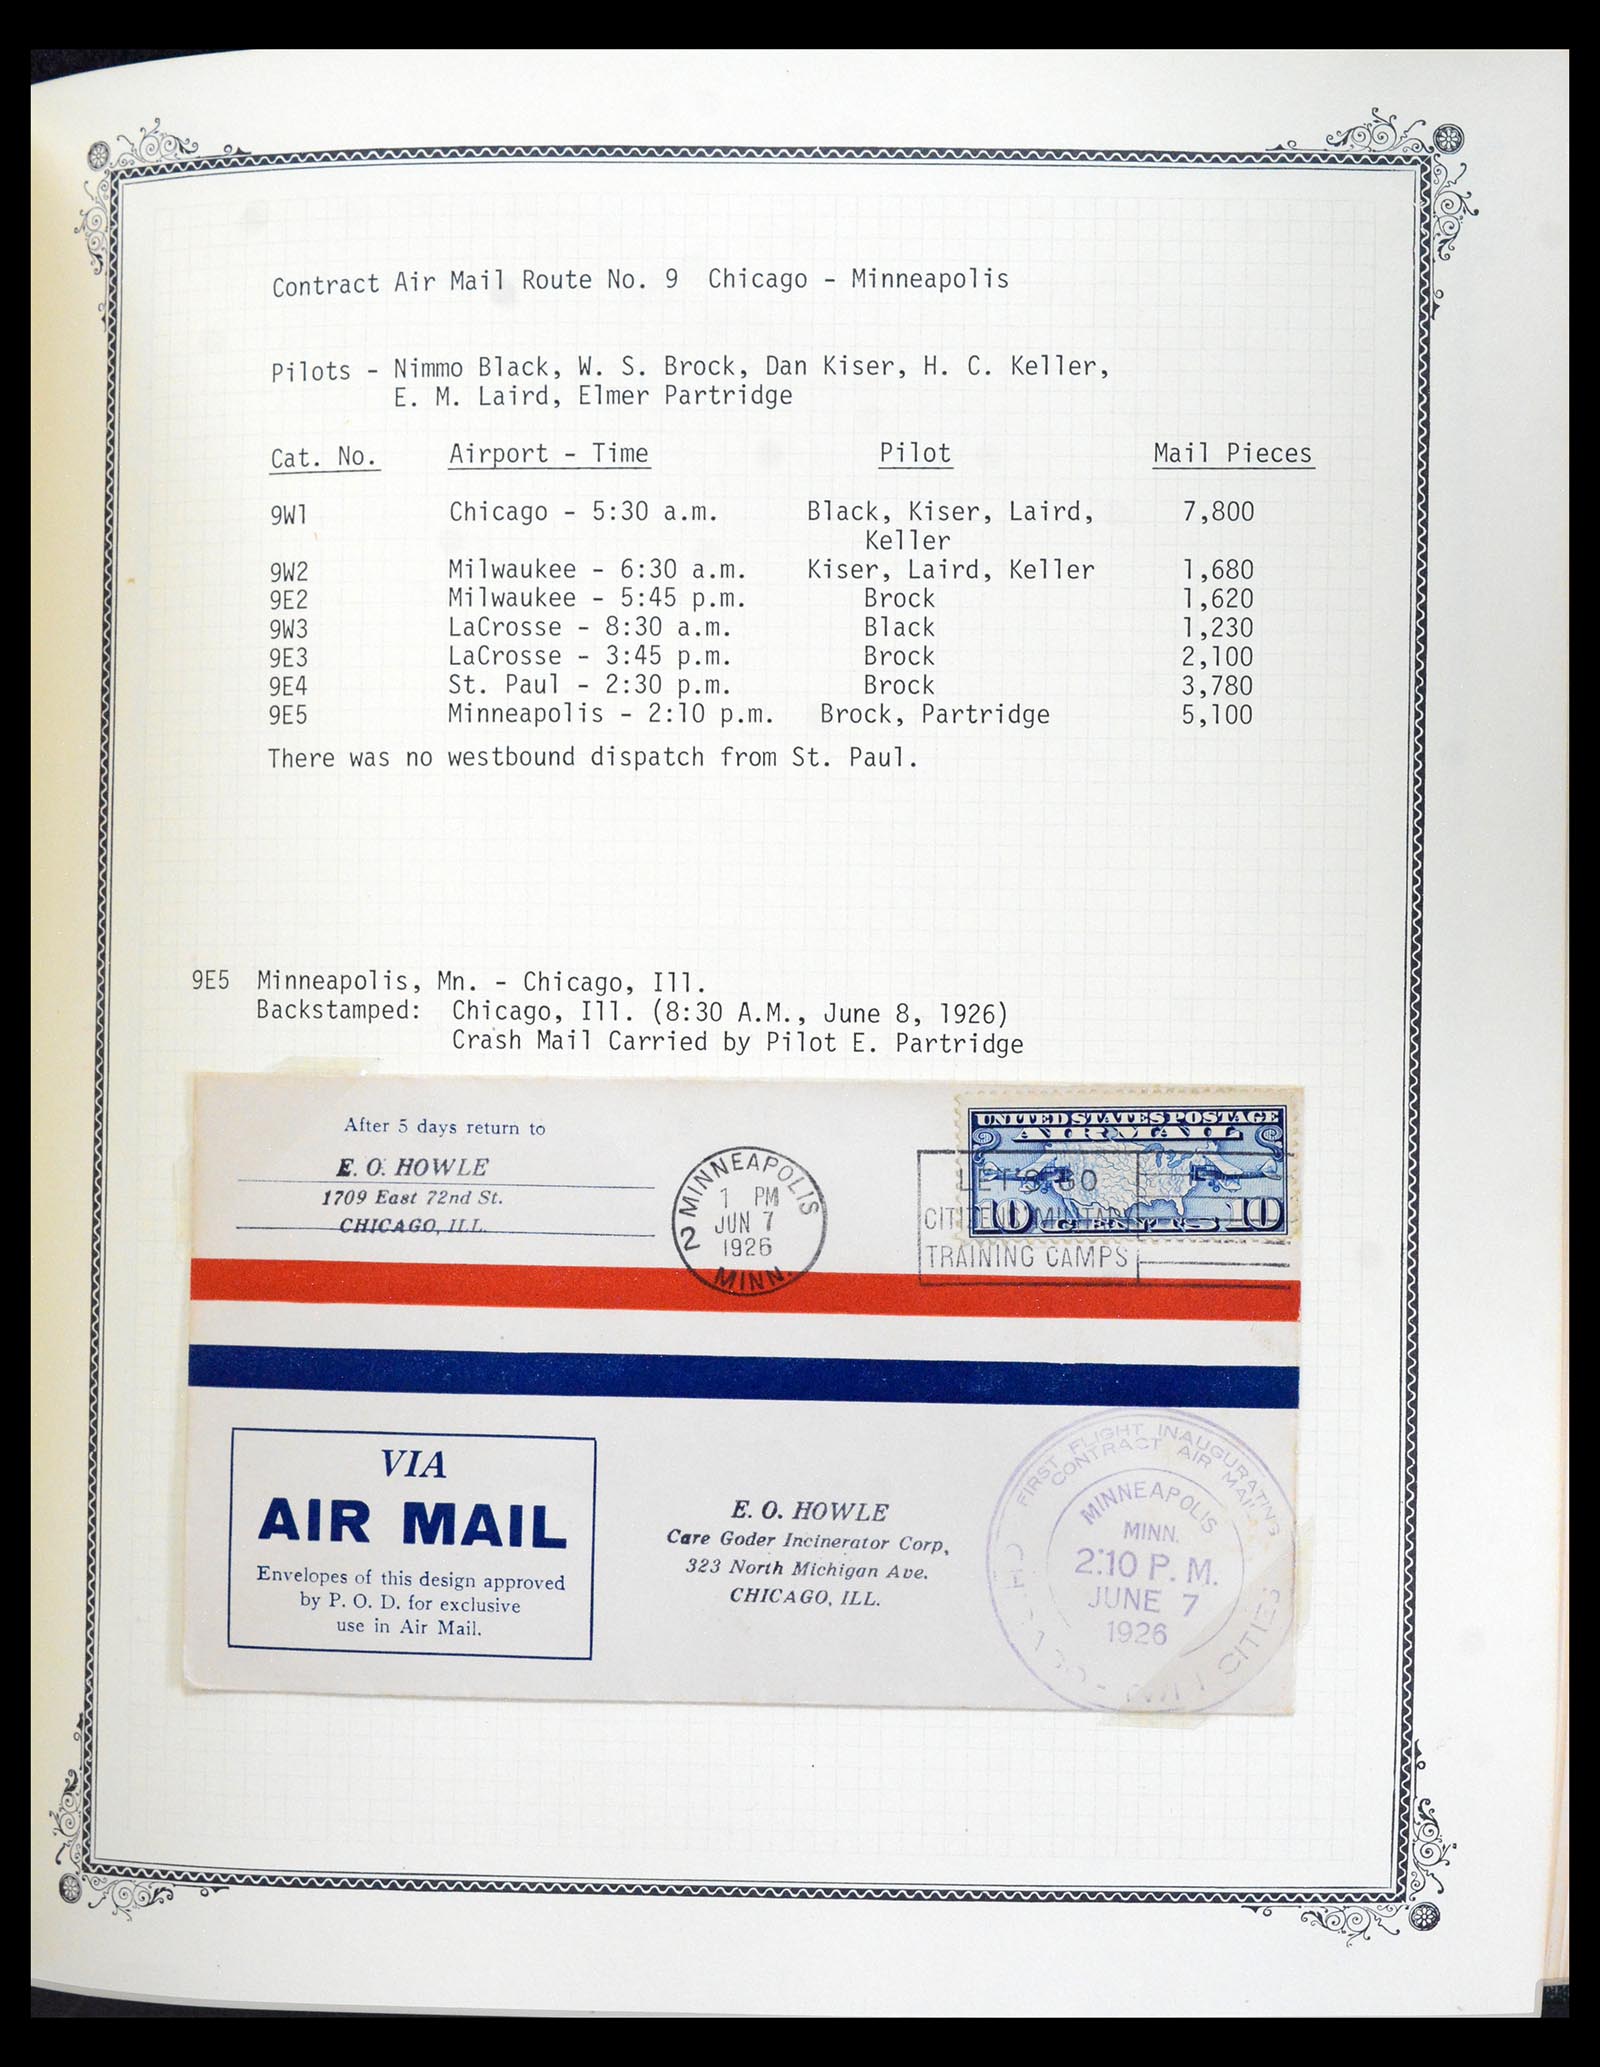 Contract Air Mail Route No. 9 Chicago - Minneapolis
Pilots - Nimmo Black, W. S. Brock, Dan Kiser, H. C. Keller,
E. M. Laird, Elmer Partridge
Cat. No. Airport - Time Pilot Mail Pieces
9W1 Chicago - 5:30 a.m. Black, Kiser, Laird, 7,800
Keller
9W2 Milwaukee - 6:30 a.m. Kiser, Laird, Keller 1,680
9E2 Milwaukee - 5:45 p.m. Brock 1,620
9W3 LaCrosse - 8:30 a.m. Black 1,230
9E3 LaCrosse - 3:45 p.m. Brock 2,100
9E4 St. Paul - 2:30 p.m. Brock 3,780
9E5 Minneapolis - 2:10 p.m. Brock, Partridge 5,100
There was no westbound dispatch from St. Paul.
9E5 Minneapolis, Mn. - Chicago, Ill.
Backstamped: Chicago, Ill. (8:30 A.M., June 8, 1926)
Crash Mail Carried by Pilot E. Partridge
After 5 days return to
E. O. HOWLE
1709 East 72nd St.
CHICAGO, ILL.
MINNEAPOLIS
1 PM
JUN 7
1926
2
MINN.
UNITED STATES POSTAGE
AIR MAIL
10 CENTS 10
LET'S GO
CITIZENS MILITARY
TRAINING CAMPS
VIA
AIR MAIL
Envelopes of this design approved
by P. O. D. for exclusive
use in Air Mail.
E. O. HOWLE
Care Goder Incinerator Corp,
323 North Michigan Ave.
CHICAGO, ILL.
FIRST FLIGHT INAUGURATING
CONTRACT AIR MAIL
MINNEAPOLIS
MINN.
2:10 P. M.
JUNE 7
1926
CHICAGO - TWIN CITIES